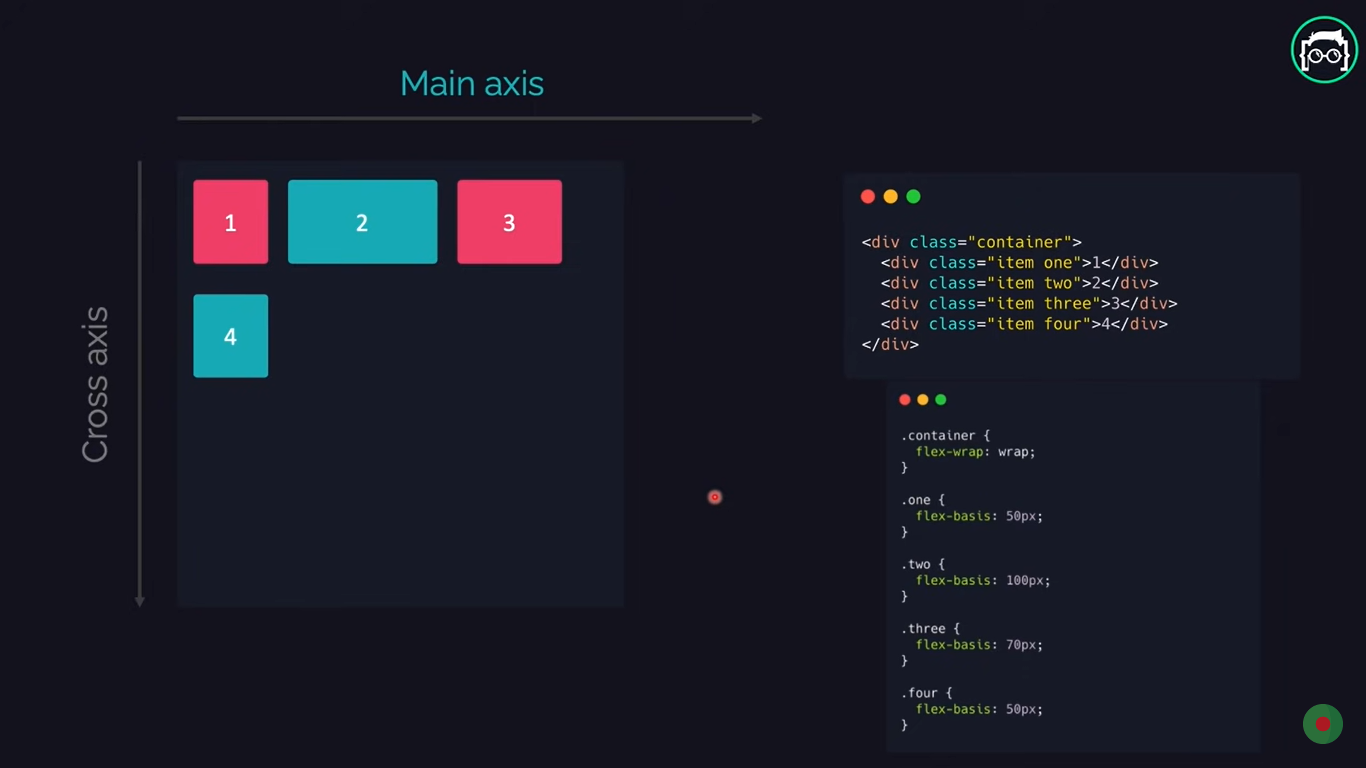 Main axis
Cross axis
1
2
3
4
<div class="container">
  <div class="item one">1</div>
  <div class="item two">2</div>
  <div class="item three">3</div>
  <div class="item four">4</div>
</div>
.container {
  flex-wrap: wrap;
}
.one {
  flex-basis: 50px;
}
.two {
  flex-basis: 100px;
}
.three {
  flex-basis: 70px;
}
.four {
  flex-basis: 50px;
}